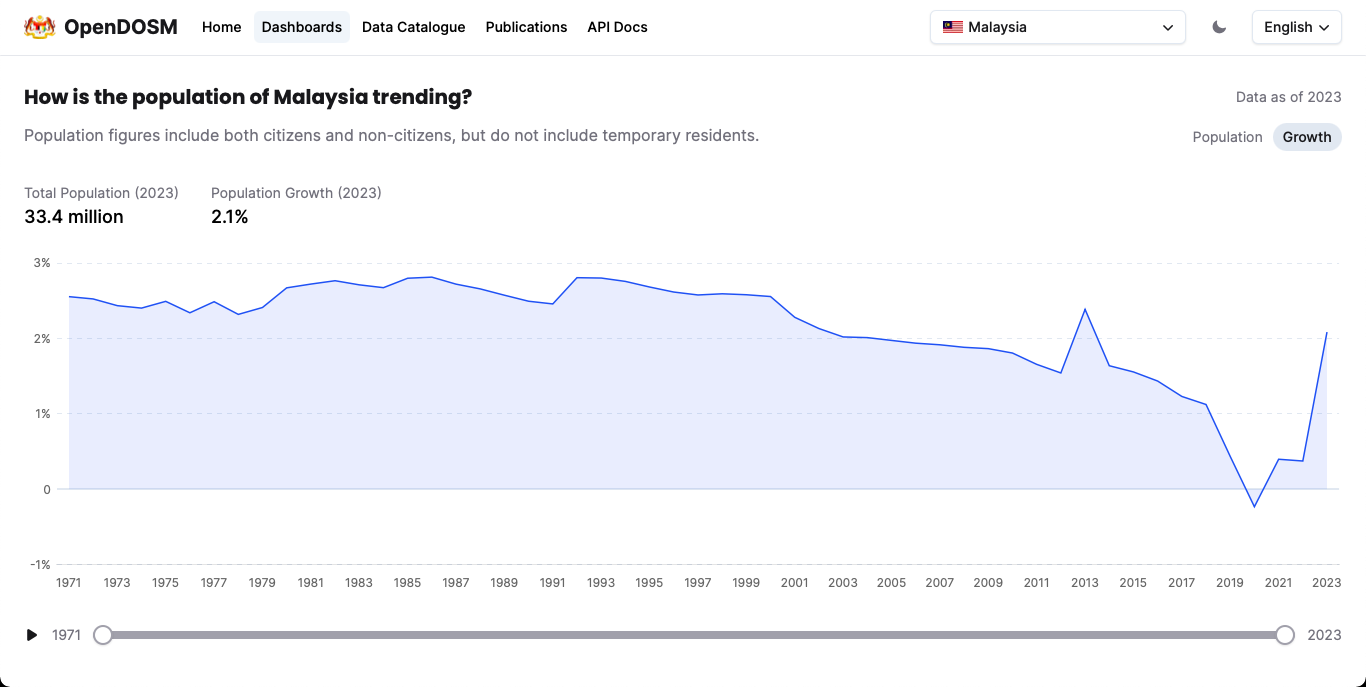 OpenDOSM Home Dashboards Data Catalogue Publications API Docs Malaysia English
How is the population of Malaysia trending?
Data as of 2023
Population figures include both citizens and non-citizens, but do not include temporary residents.
Population Growth
Total Population (2023) Population Growth (2023)
33.4 million 2.1%
3%
2%
1%
0
-1%
1971 1973 1975 1977 1979 1981 1983 1985 1987 1989 1991 1993 1995 1997 1999 2001 2003 2005 2007 2009 2011 2013 2015 2017 2019 2021 2023
1971 2023